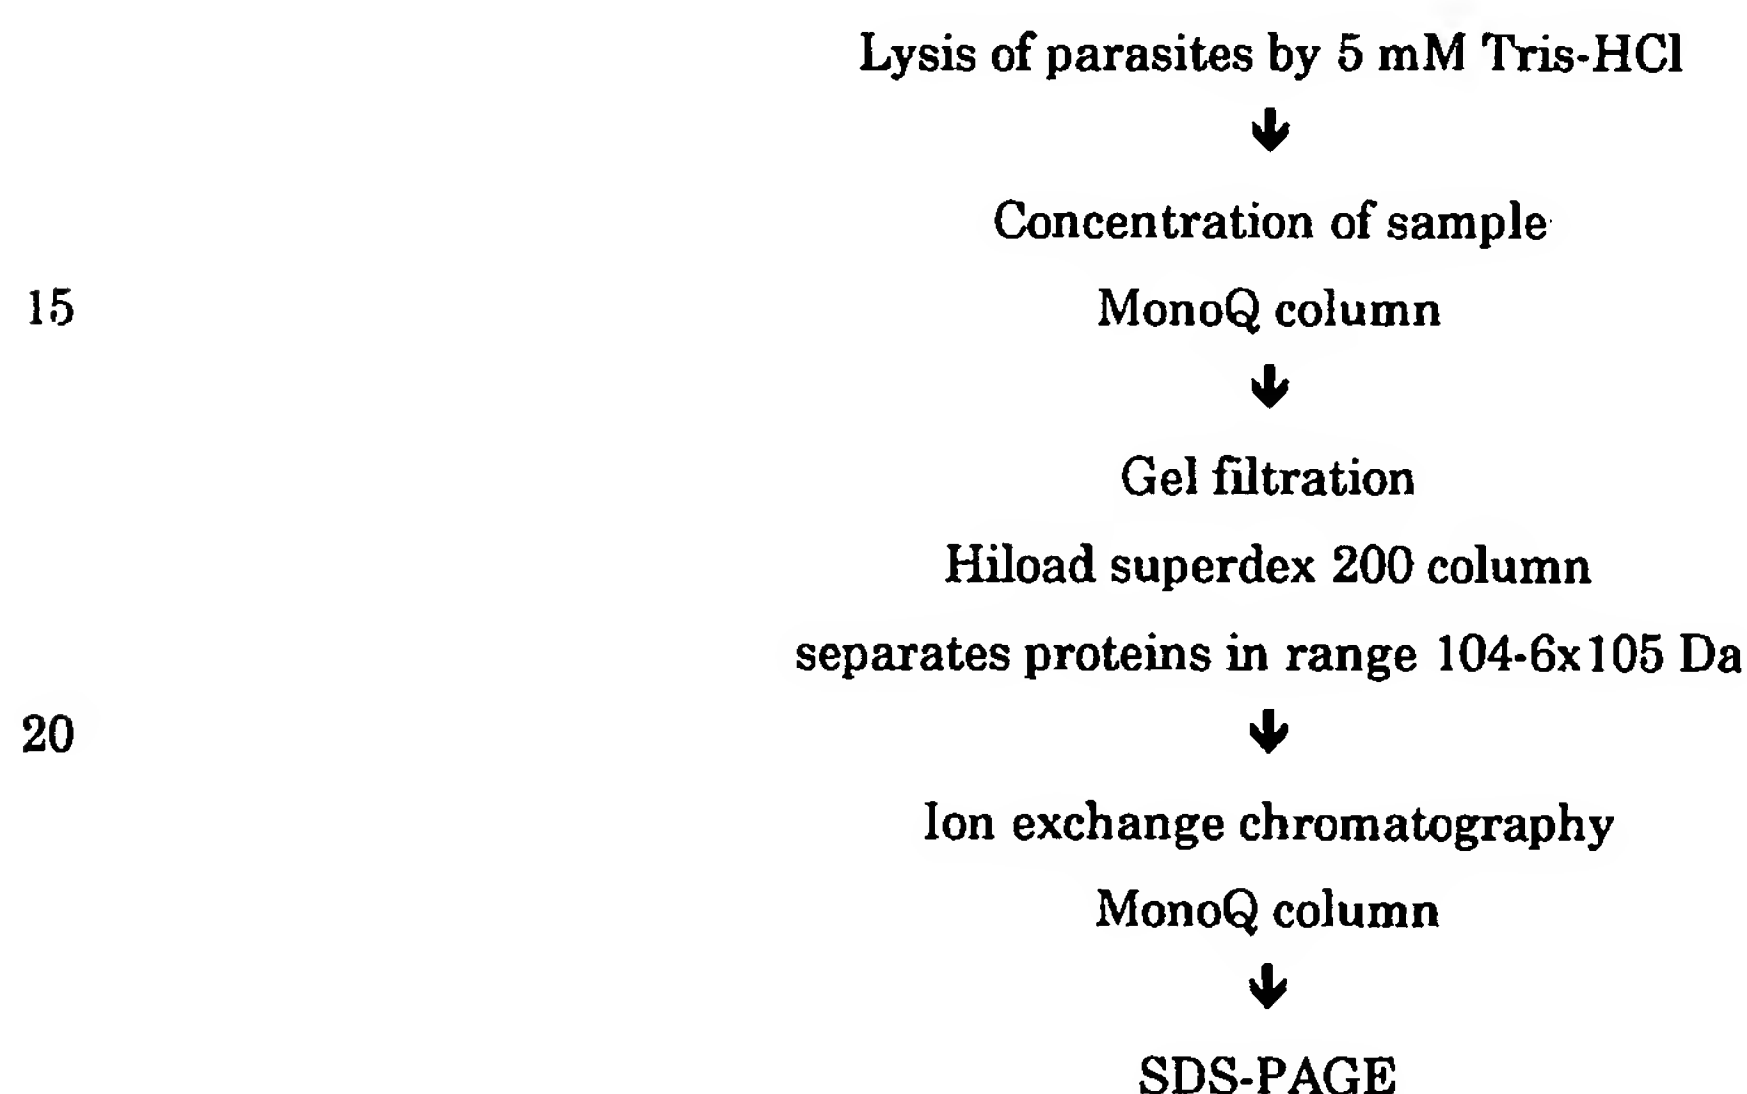 Lysis of parasites by 5 mM Tris-HCl
↓
Concentration of sample
15 MonoQ column
↓
Gel filtration
Hiload superdex 200 column
separates proteins in range 104-6x105 Da
20 ↓
Ion exchange chromatography
MonoQ column
↓
SDS-PAGE